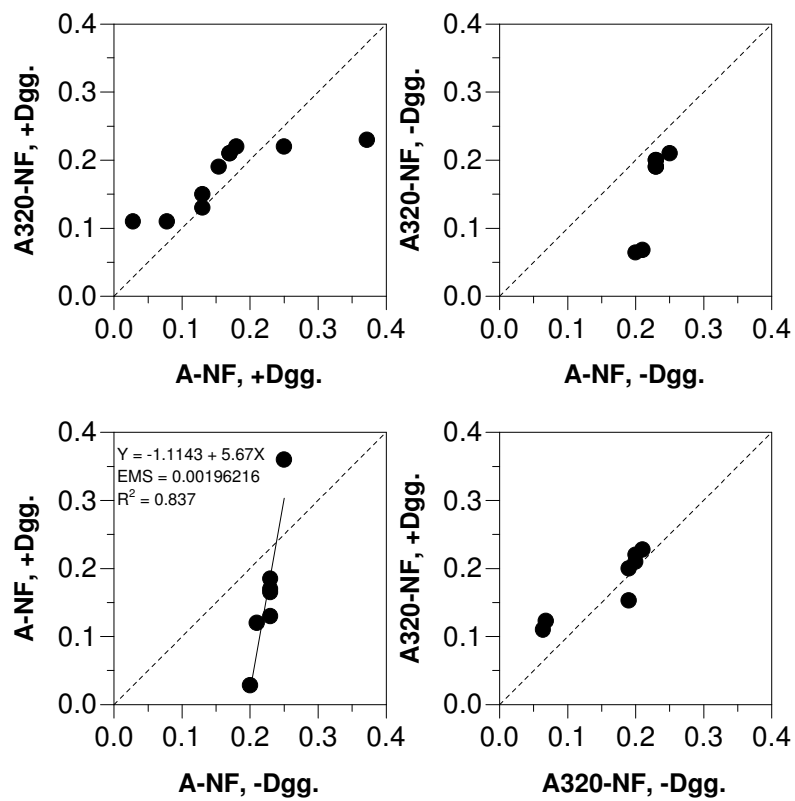 0.4
0.3
0.2
0.1
0.0
A320-NF, +Dgg.
0.0 0.1 0.2 0.3 0.4
A-NF, +Dgg.
0.4
0.3
0.2
0.1
0.0
A320-NF, -Dgg.
0.0 0.1 0.2 0.3 0.4
A-NF, -Dgg.
0.4
0.3
0.2
0.1
0.0
A-NF, +Dgg.
Y = -1.1143 + 5.67X
EMS = 0.00196216
R² = 0.837
0.0 0.1 0.2 0.3 0.4
A-NF, -Dgg.
0.4
0.3
0.2
0.1
0.0
A320-NF, +Dgg.
0.0 0.1 0.2 0.3 0.4
A320-NF, -Dgg.